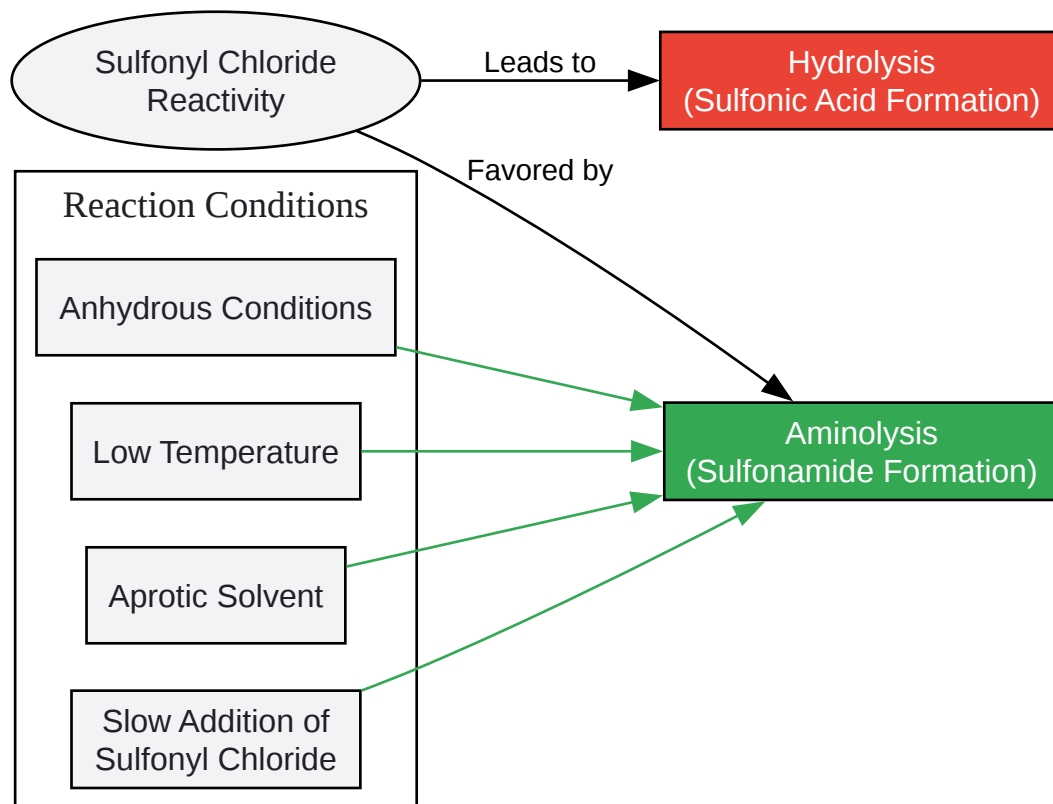 Sulfonyl Chloride
Reactivity
Leads to
Hydrolysis
(Sulfonic Acid Formation)
Favored by
Reaction Conditions
Anhydrous Conditions
Low Temperature
Aprotic Solvent
Slow Addition of
Sulfonyl Chloride
Aminolysis
(Sulfonamide Formation)